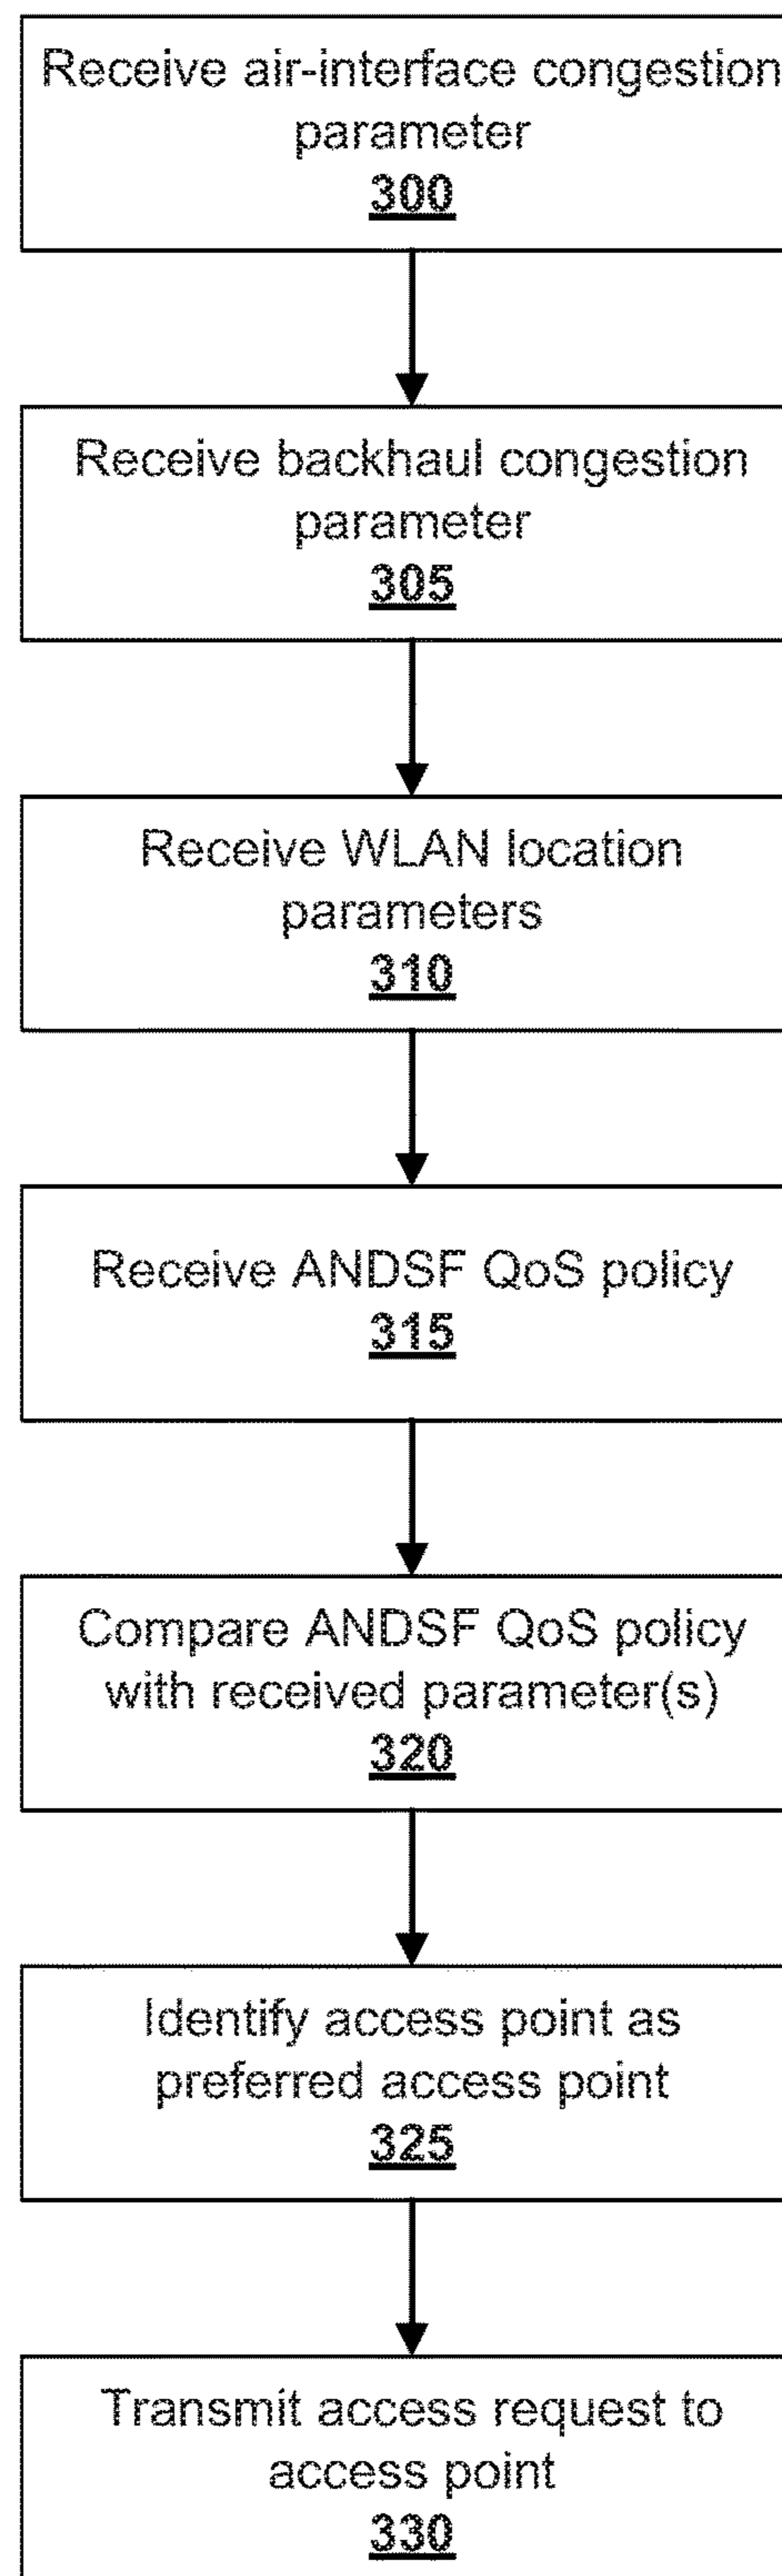 Receive air-interface congestion
parameter
300
Receive backhaul congestion
parameter
305
Receive WLAN location
parameters
310
Receive ANDSF QoS policy
315
Compare ANDSF QoS policy
with received parameter(s)
320
Identify access point as
preferred access point
325
Transmit access request to
access point
330